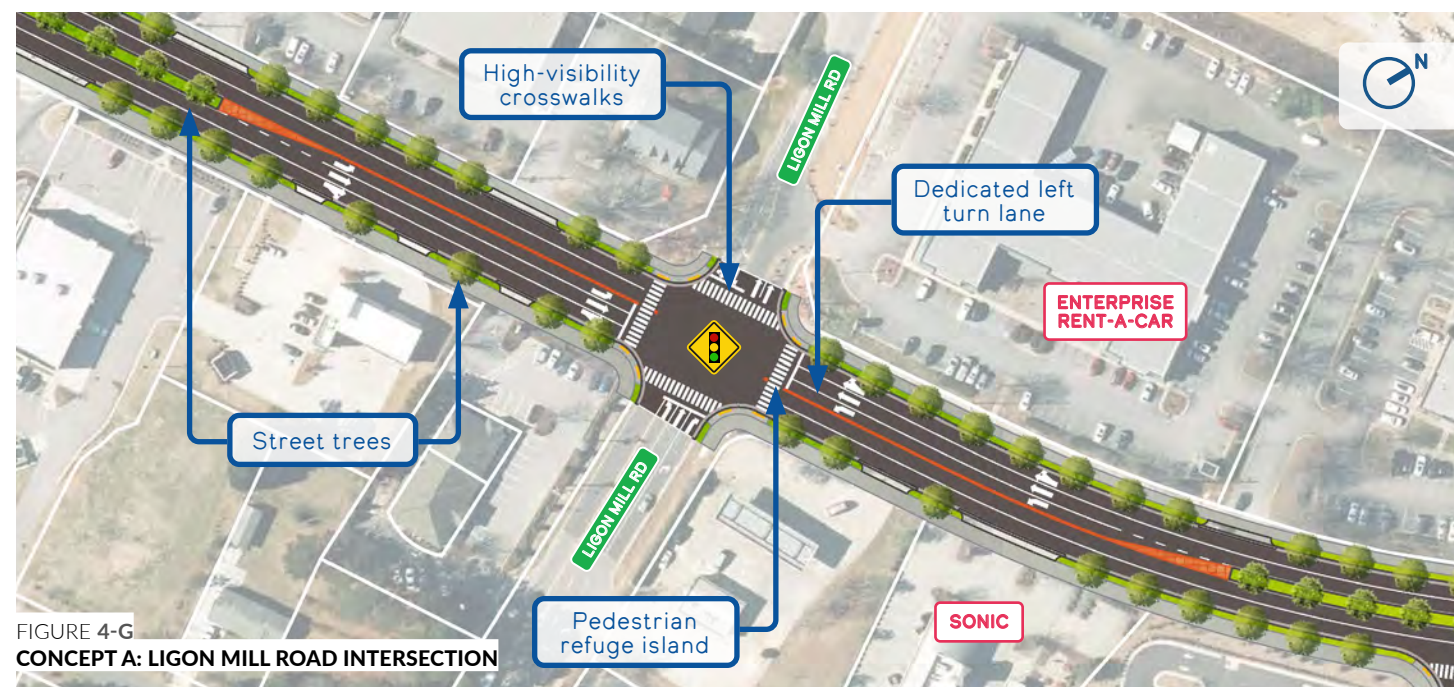 High-visibility
crosswalks
LIGON MILL RD
N
Dedicated left
turn lane
ENTERPRISE
RENT-A-CAR
Street trees
LIGON MILL RD
Pedestrian
refuge island
SONIC
FIGURE 4-G
CONCEPT A: LIGON MILL ROAD INTERSECTION